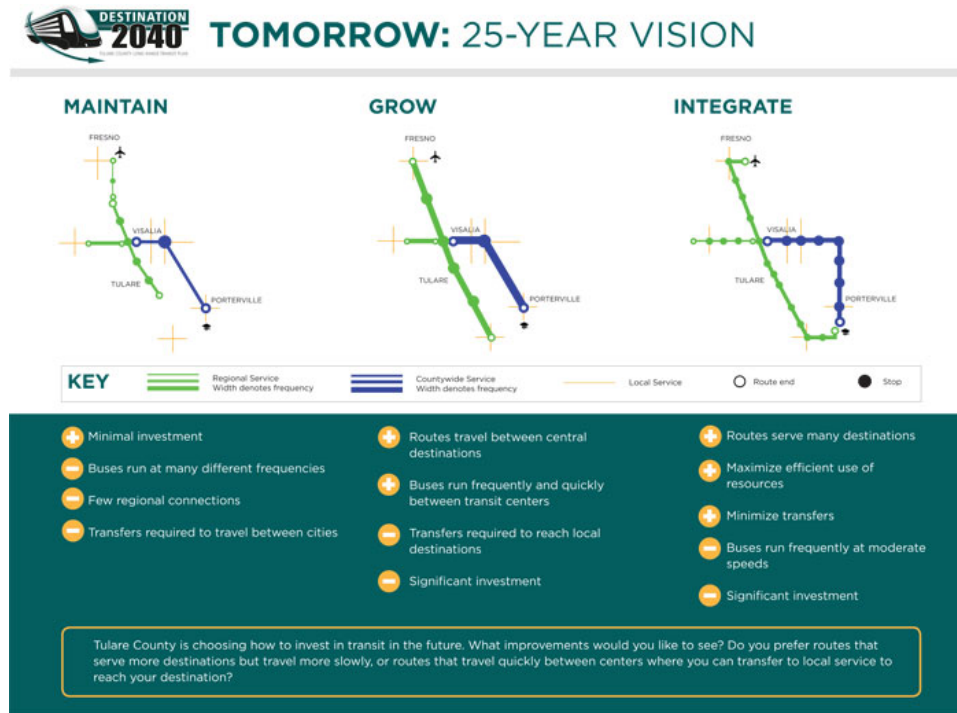 DESTINATION
2040
TULARE COUNTY LONG RANGE TRANSIT PLAN
TOMORROW: 25-YEAR VISION
MAINTAIN
GROW
INTEGRATE
FRESNO
VISALIA
TULARE
PORTERVILLE
FRESNO
VISALIA
TULARE
PORTERVILLE
FRESNO
VISALIA
TULARE
PORTERVILLE
KEY
Regional Service
Width denotes frequency
Countywide Service
Width denotes frequency
Local Service
Route end
Stop
Minimal investment
Buses run at many different frequencies
Few regional connections
Transfers required to travel between cities
Routes travel between central
destinations
Buses run frequently and quickly
between transit centers
Transfers required to reach local
destinations
Significant investment
Routes serve many destinations
Maximize efficient use of
resources
Minimize transfers
Buses run frequently at moderate
speeds
Significant investment
Tulare County is choosing how to invest in transit in the future. What improvements would you like to see? Do you prefer routes that
serve more destinations but travel more slowly, or routes that travel quickly between centers where you can transfer to local service to
reach your destination?